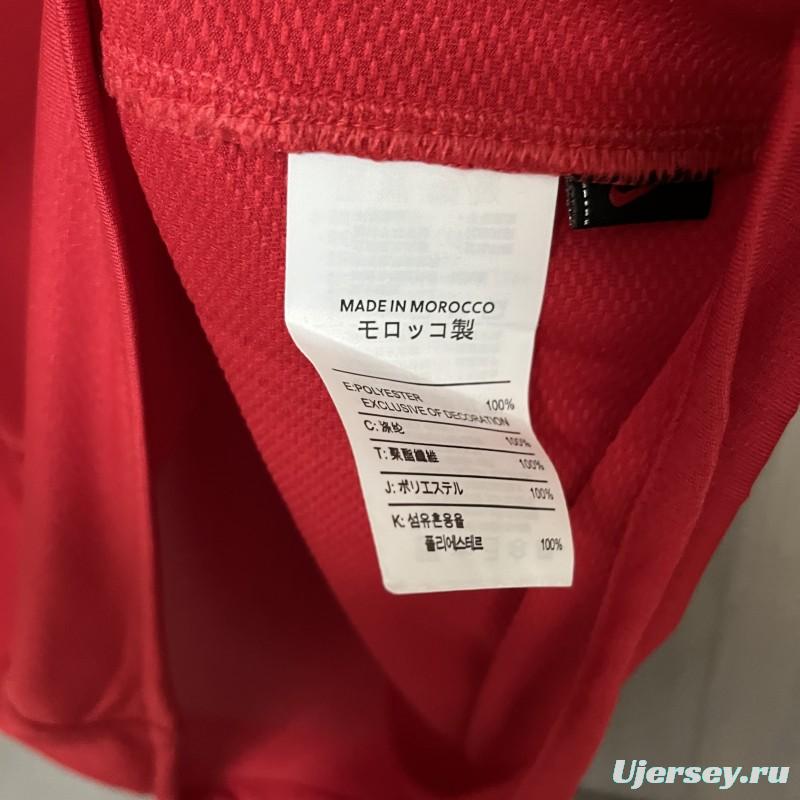 MADE IN MOROCCO
モロッコ製
E:POLYESTER 100%
EXCLUSIVE OF DECORATION
C: 涤纶 100%
T: 聚酯纖維 100%
J: ポリエステル 100%
K: 섬유혼용율
폴리에스테르 100%
Ujersey.ru